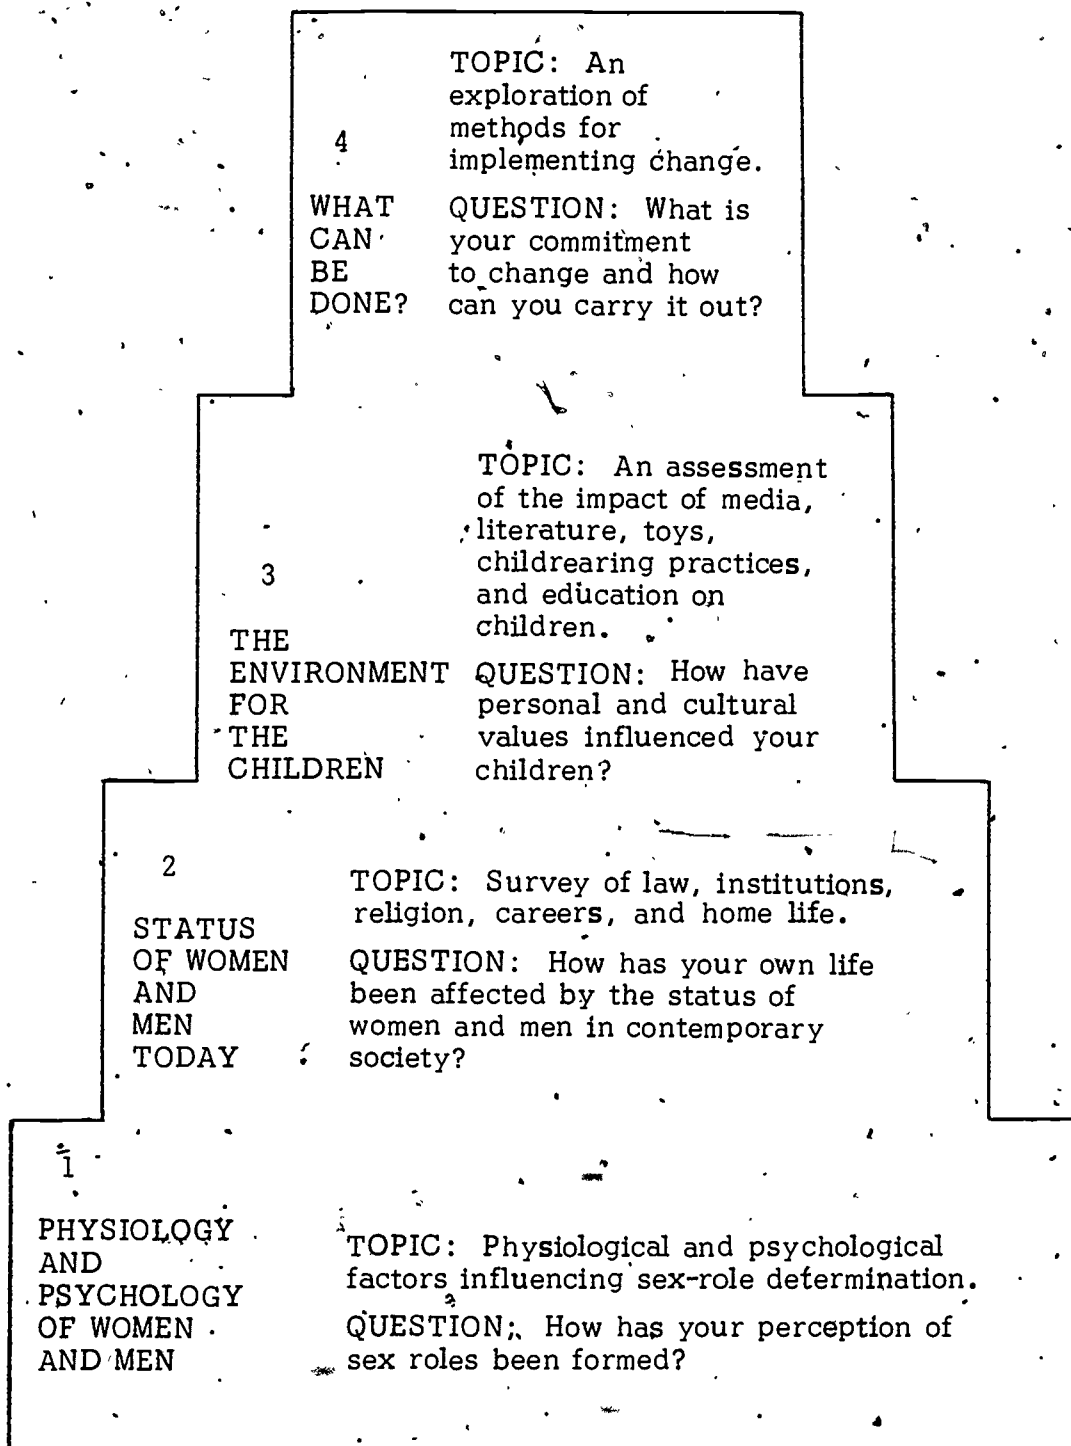 4
WHAT
CAN
BE
DONE?
TOPIC: An
exploration of
methods for
implementing change.
QUESTION: What is
your commitment
to change and how
can you carry it out?
3
THE
ENVIRONMENT
FOR
THE
CHILDREN
TOPIC: An assessment
of the impact of media,
literature, toys,
childrearing practices,
and education on
children.
QUESTION: How have
personal and cultural
values influenced your
children?
2
STATUS
OF WOMEN
AND
MEN
TODAY
TOPIC: Survey of law, institutions,
religion, careers, and home life.
QUESTION: How has your own life
been affected by the status of
women and men in contemporary
society?
1
PHYSIOLOGY
AND
PSYCHOLOGY
OF WOMEN
AND MEN
TOPIC: Physiological and psychological
factors influencing sex-role determination.
QUESTION: How has your perception of
sex roles been formed?